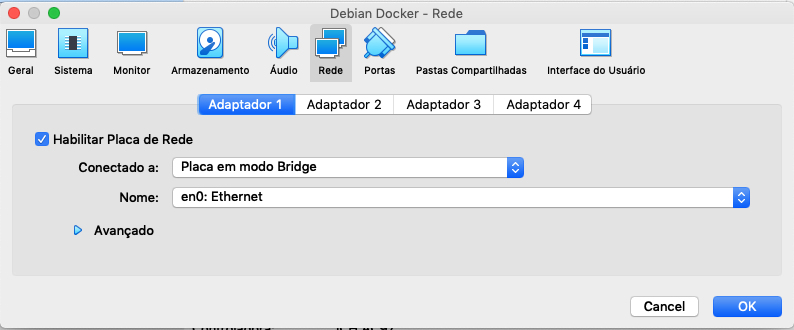 Debian Docker - Rede
Geral Sistema Monitor Armazenamento Áudio Rede Portas Pastas Compartilhadas Interface do Usuário
Adaptador 1 Adaptador 2 Adaptador 3 Adaptador 4
Habilitar Placa de Rede
Conectado a: Placa em modo Bridge
Nome: en0: Ethernet
Avançado
Cancel OK